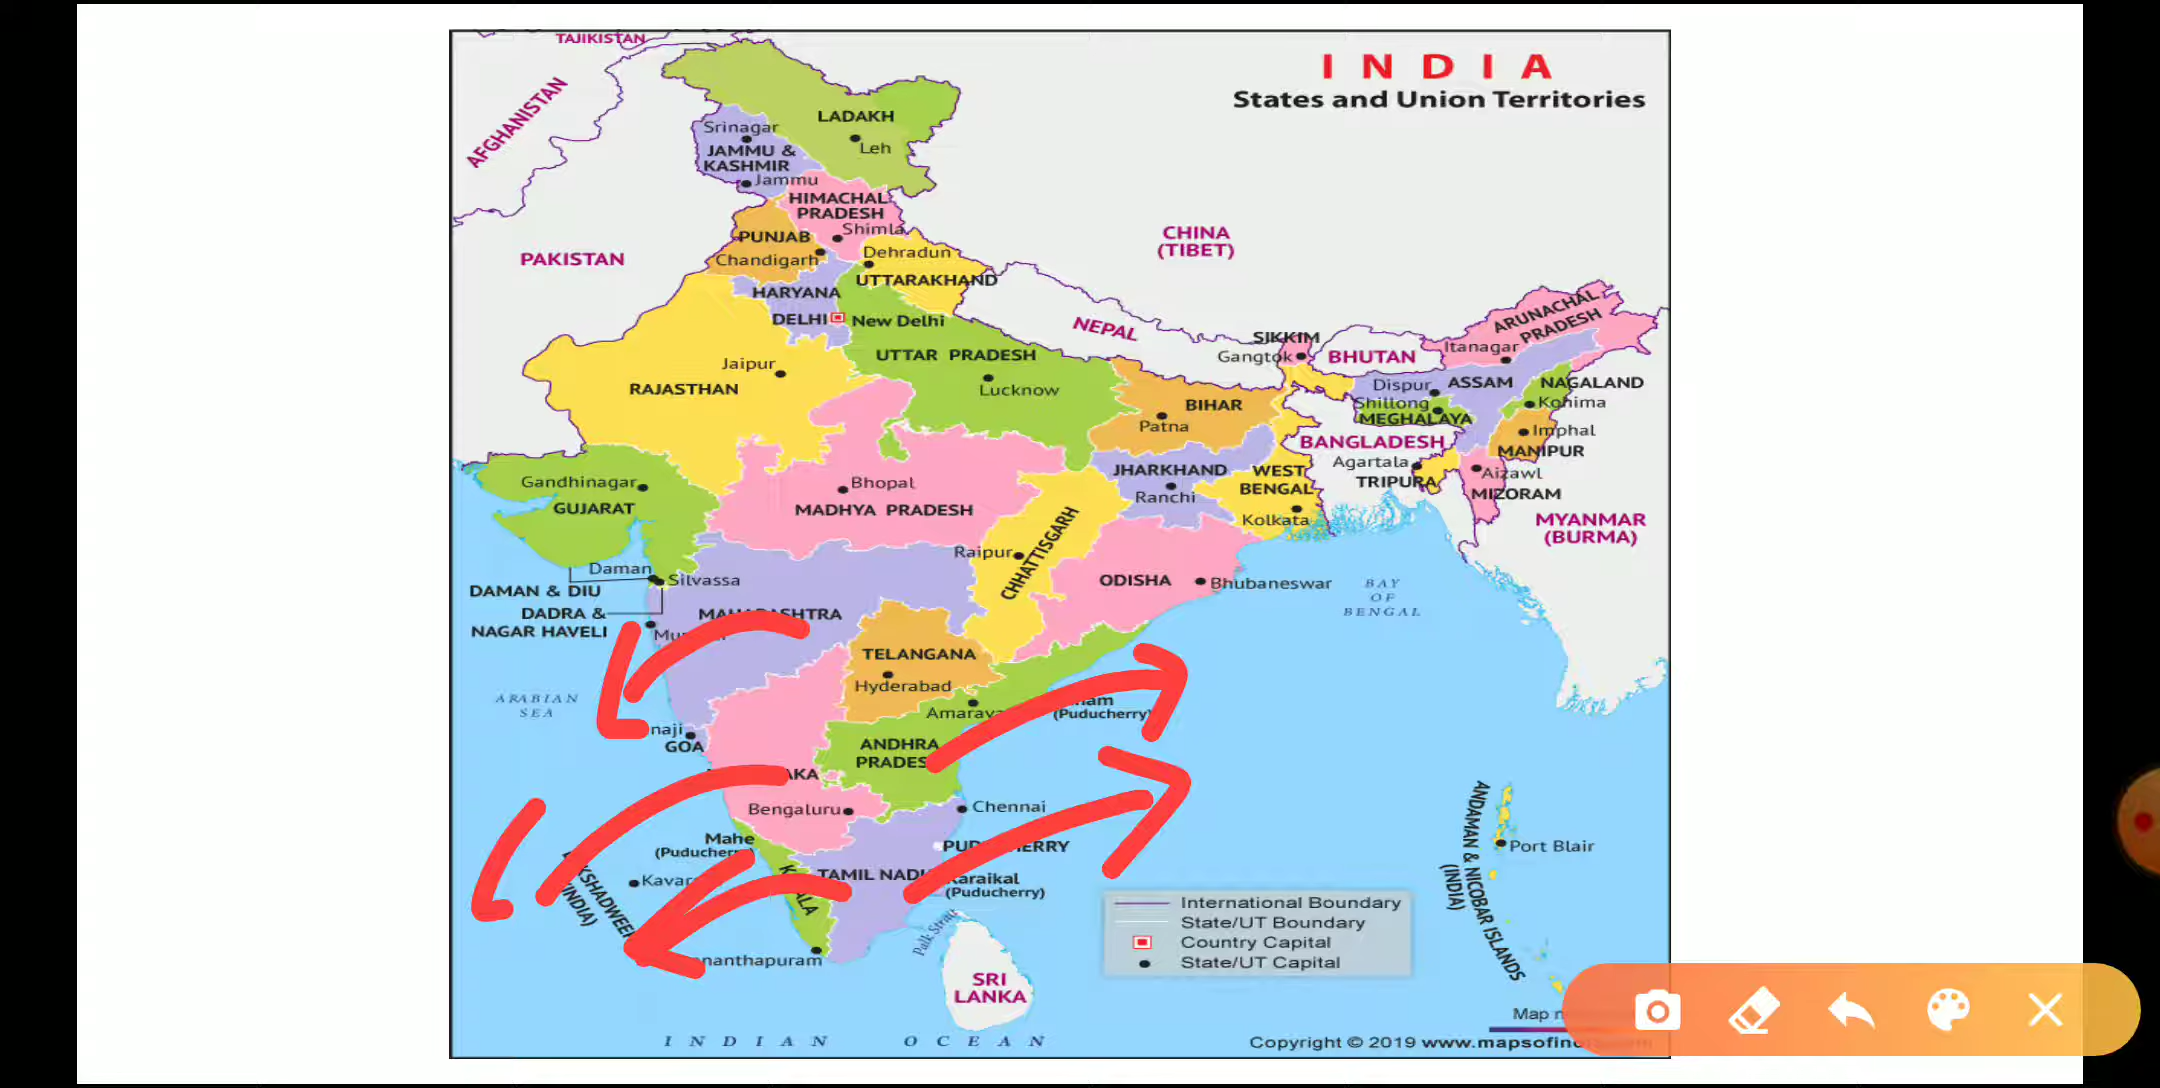 TAJIKISTAN
INDIA
States and Union Territories
AFGHANISTAN
LADAKH
Leh
Srinagar
JAMMU &
KASHMIR
Jammu
HIMACHAL
PRADESH
Shimla
PUNJAB
Chandigarh
Dehradun
UTTARAKHAND
PAKISTAN
CHINA
(TIBET)
HARYANA
DELHI
New Delhi
NEPAL
SIKKIM
Gangtok
BHUTAN
ARUNACHAL
PRADESH
Itanagar
UTTAR PRADESH
Lucknow
Jaipur
RAJASTHAN
BIHAR
Patna
Dispur
ASSAM
NAGALAND
Kohima
Shillong
MEGHALAYA
Imphal
MANIPUR
BANGLADESH
Agartala
TRIPURA
Aizawl
MIZORAM
JHARKHAND
Ranchi
WEST
BENGAL
Kolkata
MYANMAR
(BURMA)
Gandhinagar
GUJARAT
Bhopal
MADHYA PRADESH
Raipur
CHHATTISGARH
ODISHA
Bhubaneswar
BAY
OF
BENGAL
Daman
Silvassa
DAMAN & DIU
DADRA &
NAGAR HAVELI
TELANGANA
Hyderabad
ARABIAN
SEA
(Puducherry)
GOA
ANDHRA
Bengaluru
Chennai
Mahe
TAMIL
(Puducherry)
Palk
SRI
LANKA
ANDAMAN & NICOBAR ISLANDS
(INDIA)
Port Blair
International Boundary
State/UT Boundary
Country Capital
State/UT Capital
INDIAN OCEAN
Map
Copyright © 2019